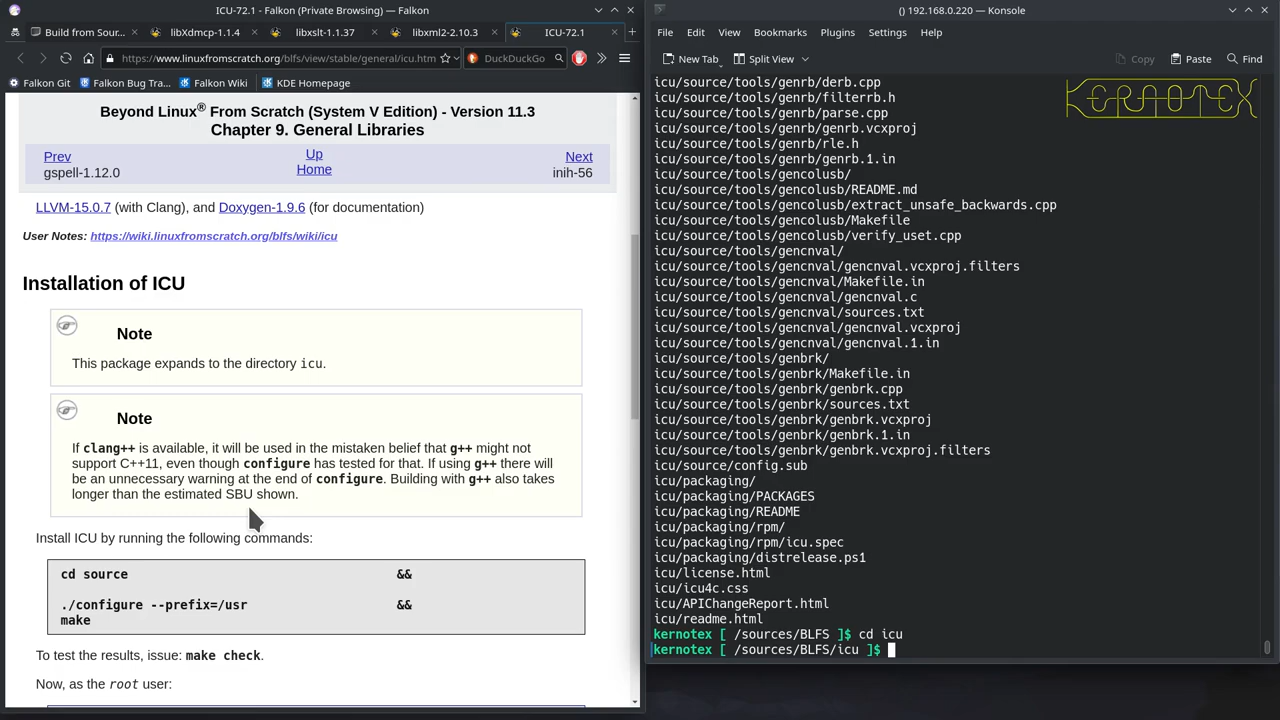 ICU-72.1 - Falkon (Private Browsing) - Falkon
Build from Sour...
libXdmcp-1.1.4
libxslt-1.1.37
libxml2-2.10.3
ICU-72.1
https://www.linuxfromscratch.org/blfs/view/stable/general/icu.htm
DuckDuckGo
Falkon Git
Falkon Bug Tra...
Falkon Wiki
KDE Homepage
Beyond Linux® From Scratch (System V Edition) - Version 11.3
Chapter 9. General Libraries
Prev
Up
Next
gspell-1.12.0
Home
inih-56
LLVM-15.0.7 (with Clang), and Doxygen-1.9.6 (for documentation)
User Notes: https://wiki.linuxfromscratch.org/blfs/wiki/icu
Installation of ICU
Note
This package expands to the directory icu.
Note
If clang++ is available, it will be used in the mistaken belief that g++ might not
support C++11, even though configure has tested for that. If using g++ there will
be an unnecessary warning at the end of configure. Building with g++ also takes
longer than the estimated SBU shown.
Install ICU by running the following commands:
cd source &&
./configure --prefix=/usr &&
make
To test the results, issue: make check.
Now, as the root user:
() 192.168.0.220 — Konsole
File Edit View Bookmarks Plugins Settings Help
New Tab
Split View
Copy
Paste
Find
KERNOTEX
icu/source/tools/genrb/derb.cpp
icu/source/tools/genrb/filterrb.h
icu/source/tools/genrb/parse.cpp
icu/source/tools/genrb/genrb.vcxproj
icu/source/tools/genrb/rle.h
icu/source/tools/genrb/genrb.1.in
icu/source/tools/gencolusb/
icu/source/tools/gencolusb/README.md
icu/source/tools/gencolusb/extract_unsafe_backwards.cpp
icu/source/tools/gencolusb/Makefile
icu/source/tools/gencolusb/verify_uset.cpp
icu/source/tools/gencnval/
icu/source/tools/gencnval/gencnval.vcxproj.filters
icu/source/tools/gencnval/Makefile.in
icu/source/tools/gencnval/gencnval.c
icu/source/tools/gencnval/sources.txt
icu/source/tools/gencnval/gencnval.vcxproj
icu/source/tools/gencnval/gencnval.1.in
icu/source/tools/genbrk/
icu/source/tools/genbrk/Makefile.in
icu/source/tools/genbrk/genbrk.cpp
icu/source/tools/genbrk/sources.txt
icu/source/tools/genbrk/genbrk.vcxproj
icu/source/tools/genbrk/genbrk.1.in
icu/source/tools/genbrk/genbrk.vcxproj.filters
icu/source/config.sub
icu/packaging/
icu/packaging/PACKAGES
icu/packaging/README
icu/packaging/rpm/
icu/packaging/rpm/icu.spec
icu/packaging/distrelease.ps1
icu/license.html
icu/icu4c.css
icu/APIChangeReport.html
icu/readme.html
kernotex [ /sources/BLFS ]$ cd icu
kernotex [ /sources/BLFS/icu ]$